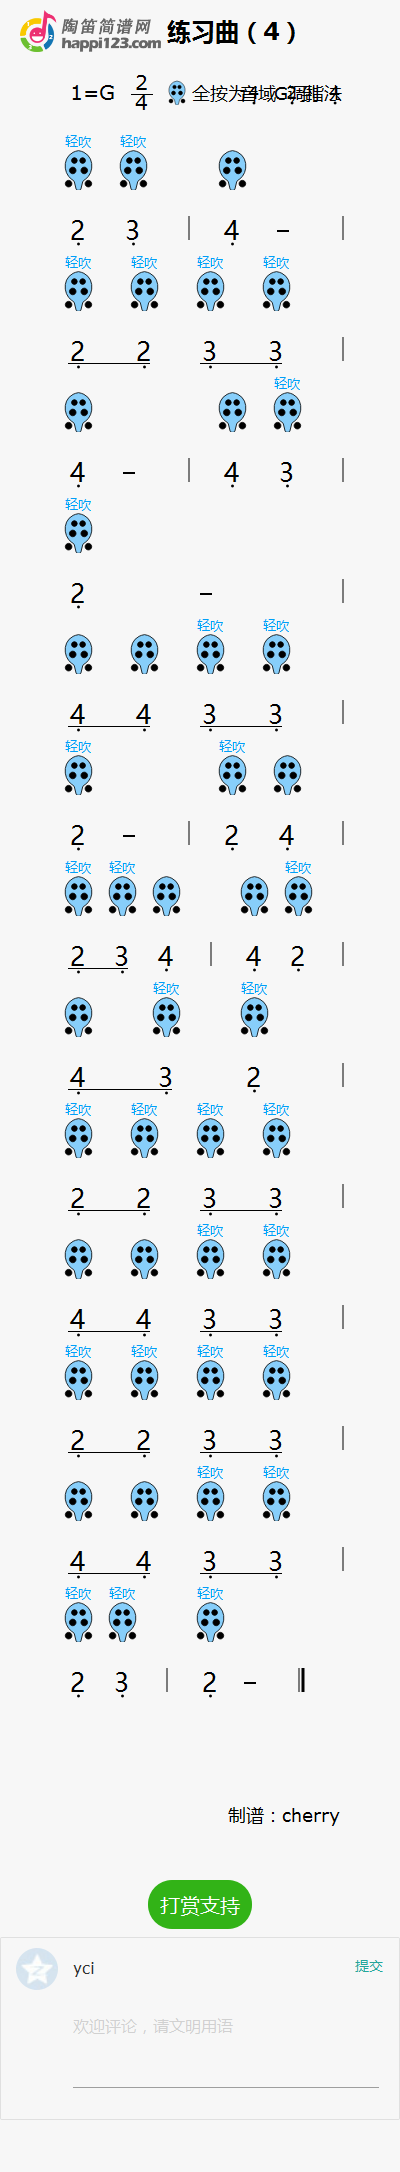 陶笛简谱网
happi123.com
练习曲（4）
1=G 2/4 全按为
轻吹 轻吹
2 3 | 4 - |
轻吹 轻吹 轻吹 轻吹
2 2 3 3 |
轻吹
4 - | 4 3 |
轻吹
2 - |
轻吹 轻吹
4 4 3 3 |
轻吹 轻吹
2 - | 2 4 |
轻吹 轻吹 轻吹
2 3 4 | 4 2 |
轻吹 轻吹
4 3 2 |
轻吹 轻吹 轻吹 轻吹
2 2 3 3 |
轻吹 轻吹
4 4 3 3 |
轻吹 轻吹 轻吹 轻吹
2 2 3 3 |
轻吹 轻吹
4 4 3 3 |
轻吹 轻吹 轻吹
2 3 | 2 - ‖
制谱：cherry
打赏支持
yci 提交
欢迎评论，请文明用语